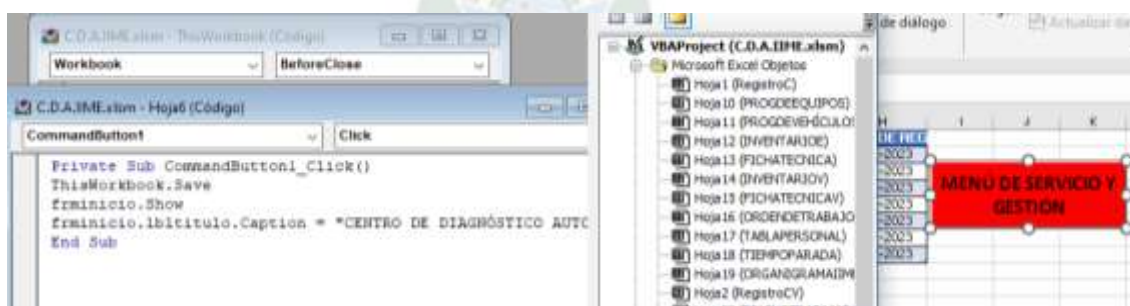 C.D.A.IIME.xlsm - ThisWorkbook (Código)
Workbook
BeforeClose
C.D.A.IIME.xlsm - Hoja6 (Código)
CommandButton1
Click
Private Sub CommandButton1_Click()
ThisWorkbook.Save
frminicio.Show
frminicio.lbltitulo.Caption = "CENTRO DE DIAGNÓSTICO AUTO
End Sub
VBAProject (C.D.A.IIME.xlsm)
Microsoft Excel Objetos
Hoja1 (RegistroC)
Hoja10 (PROGDEEQUIPOS)
Hoja11 (PROGDEVEHÍCULOS
Hoja12 (INVENTARIOE)
Hoja13 (FICHATECNICA)
Hoja14 (INVENTARIOV)
Hoja15 (FICHATECNICAV)
Hoja16 (ORDENDETRABAJO
Hoja17 (TABLAPERSONAL)
Hoja18 (TIEMPOPARADA)
Hoja19 (ORGANIGRAMAIIME
Hoja2 (RegistroCV)
de diálogo
Actualizar
H I J K
-2023
-2023
-2023
-2023
-2023
-2023
-2023
MENU DE SERVICIO Y
GESTIÓN